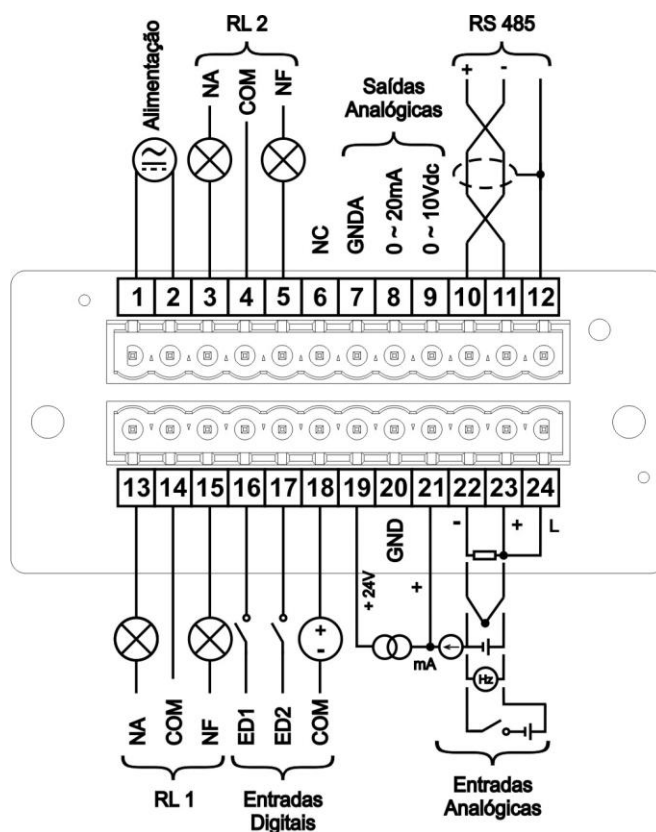 RL 2
RS 485
Alimentação
NA
COM
NF
Saídas
Analógicas
+
-
NC
GNDA
0 ~ 20mA
0 ~ 10Vdc
1 2 3 4 5 6 7 8 9 10 11 12
13 14 15 16 17 18 19 20 21 22 23 24
+ 24V
GND
+
-
+
L
+
-
mA
Hz
NA
COM
NF
ED1
ED2
COM
RL 1
Entradas
Digitais
Entradas
Analógicas